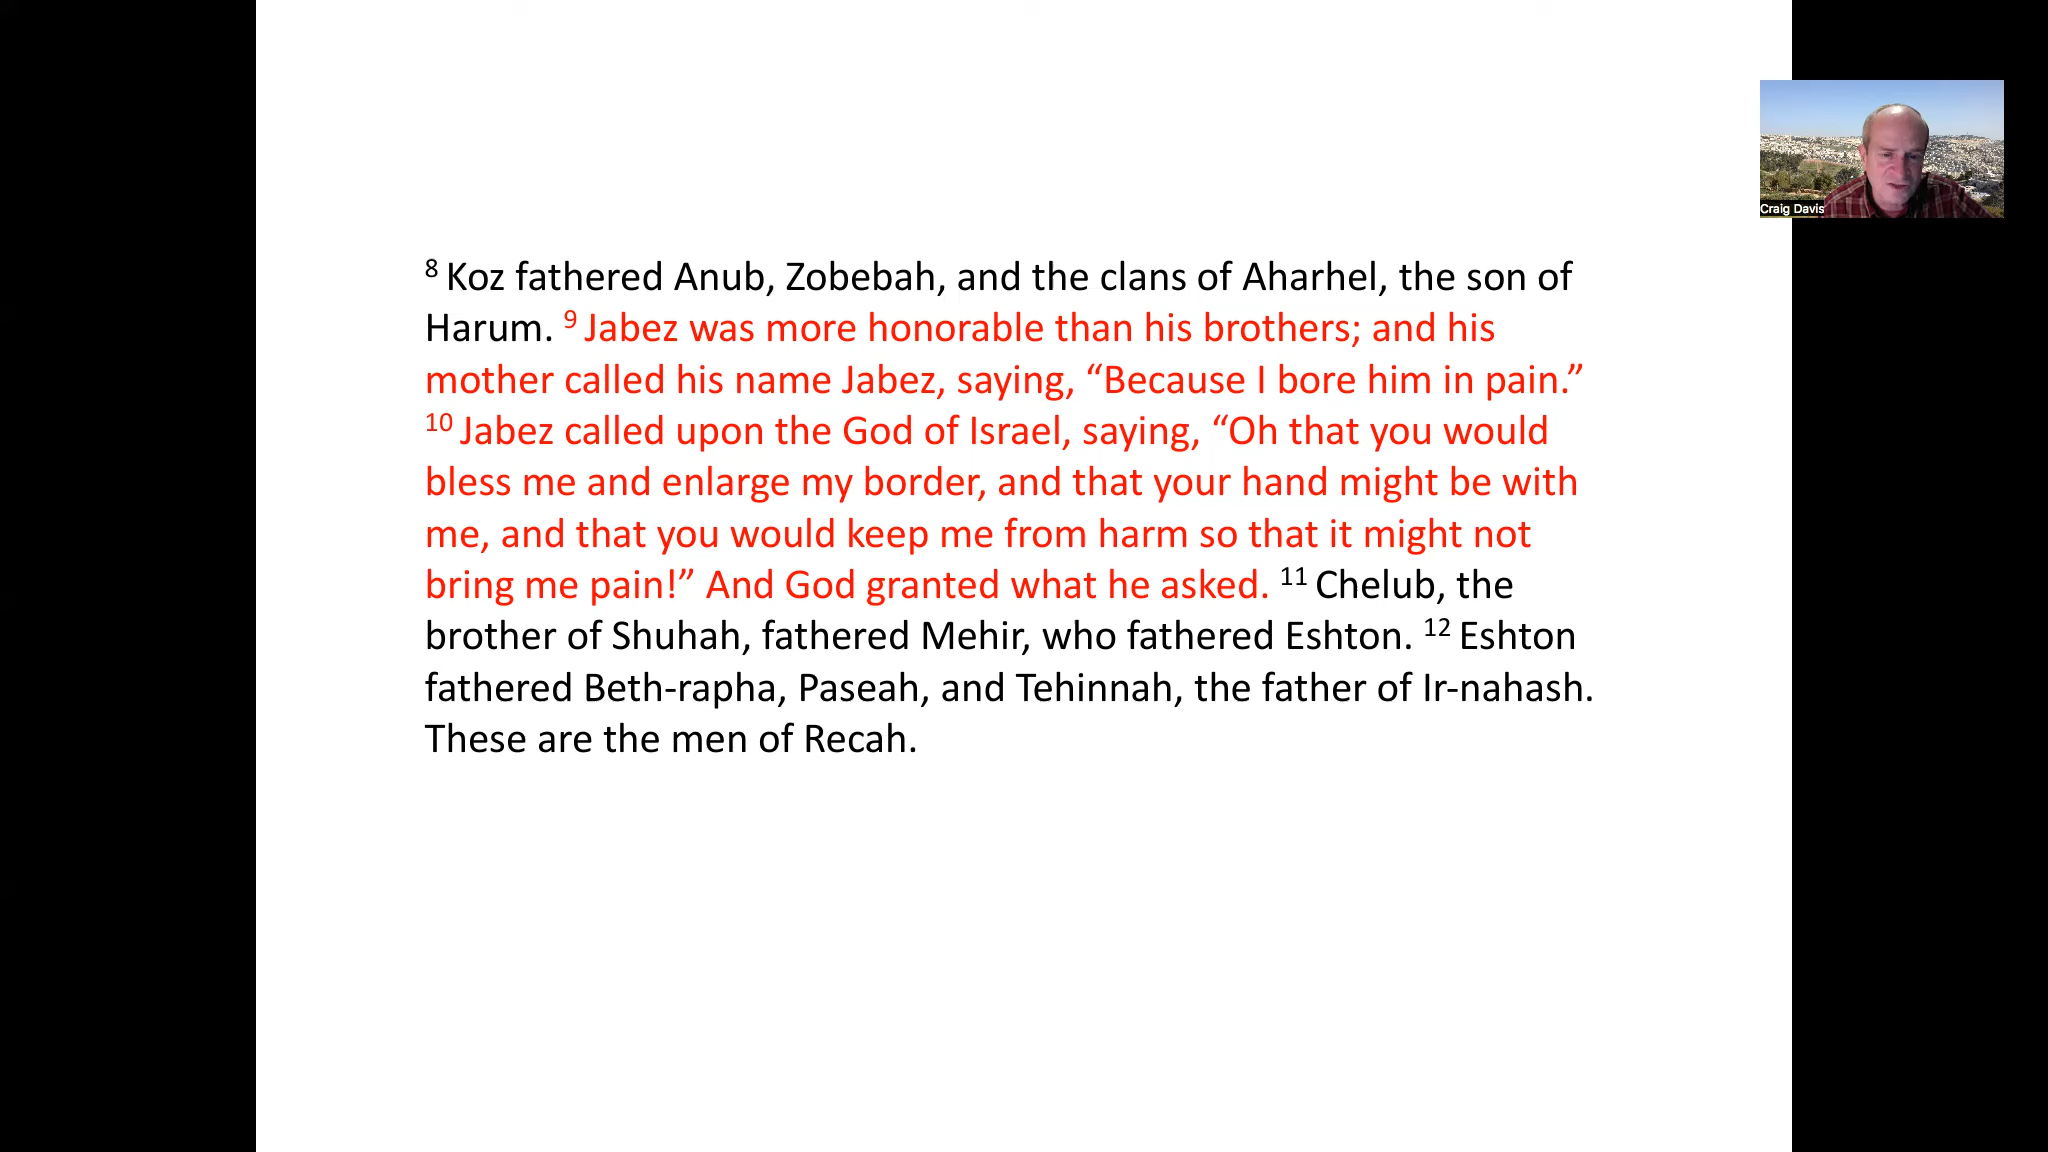 Craig Davis
8 Koz fathered Anub, Zobebah, and the clans of Aharhel, the son of
Harum. 9 Jabez was more honorable than his brothers; and his
mother called his name Jabez, saying, “Because I bore him in pain.”
10 Jabez called upon the God of Israel, saying, “Oh that you would
bless me and enlarge my border, and that your hand might be with
me, and that you would keep me from harm so that it might not
bring me pain!” And God granted what he asked. 11 Chelub, the
brother of Shuhah, fathered Mehir, who fathered Eshton. 12 Eshton
fathered Beth-rapha, Paseah, and Tehinnah, the father of Ir-nahash.
These are the men of Recah.